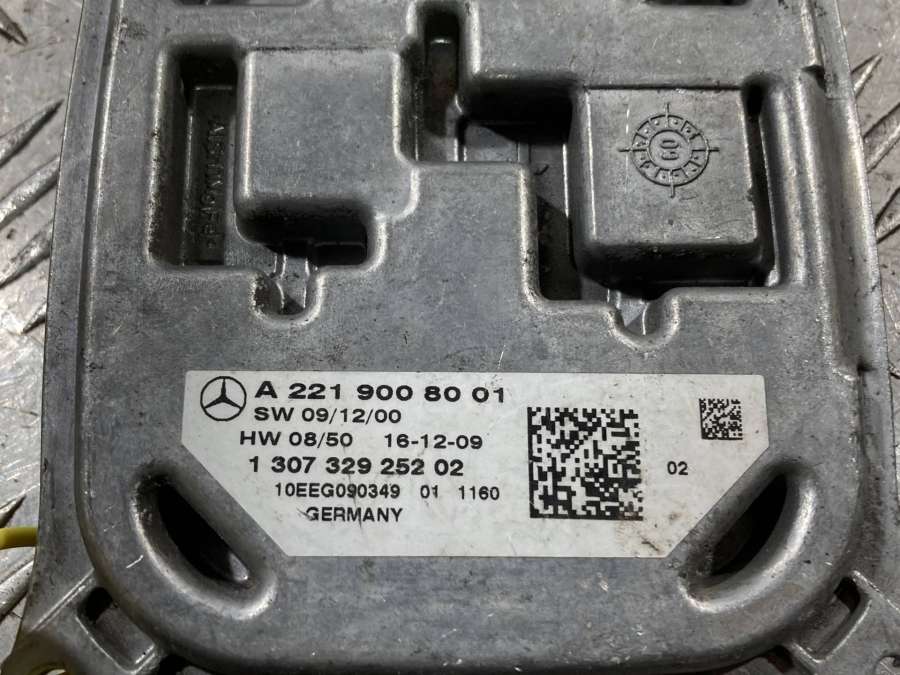 09
A 221 900 80 01
SW 09/12/00
HW 08/50 16-12-09
1 307 329 252 02
10EEG090349 01 1160
GERMANY
02